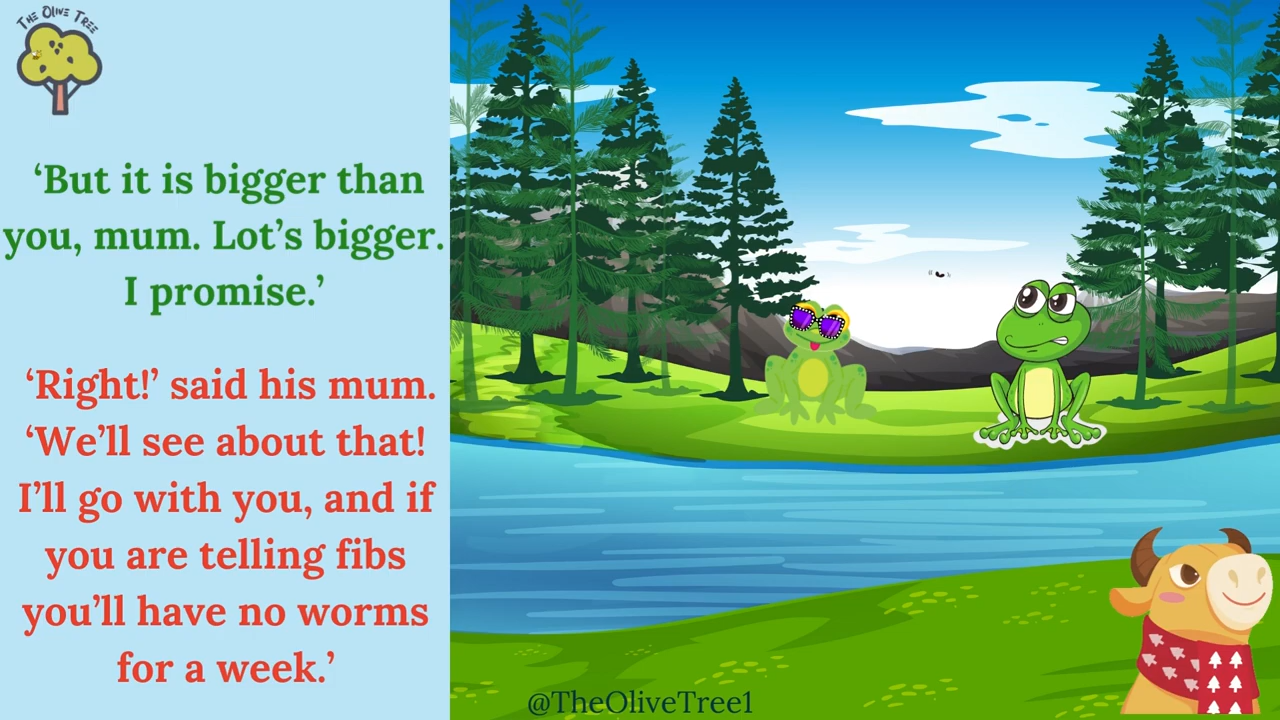 The Olive Tree
‘But it is bigger than
you, mum. Lot’s bigger.
I promise.’
‘Right!’ said his mum.
‘We’ll see about that!
I’ll go with you, and if
you are telling fibs
you’ll have no worms
for a week.’
@TheOliveTree1